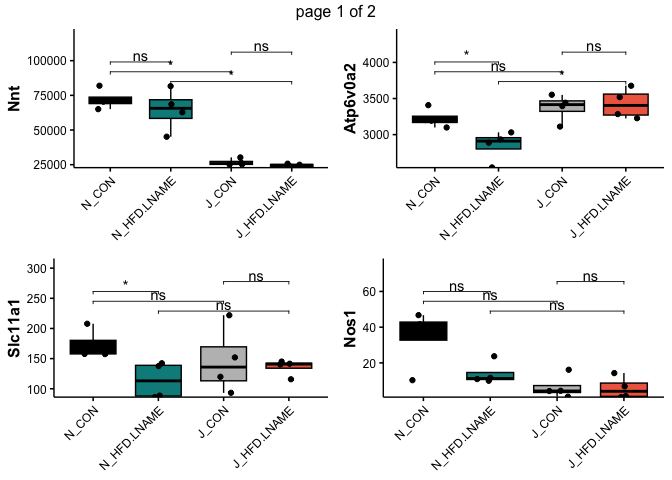 page 1 of 2
Nnt
100000
75000
50000
25000
ns
ns
*
*
N_CON
N_HFD.LNAME
J_CON
J_HFD.LNAME
Atp6v0a2
4000
3500
3000
*
ns
ns
*
N_CON
N_HFD.LNAME
J_CON
J_HFD.LNAME
Slc11a1
300
250
200
150
100
*
ns
ns
ns
N_CON
N_HFD.LNAME
J_CON
J_HFD.LNAME
Nos1
60
40
20
ns
ns
ns
ns
N_CON
N_HFD.LNAME
J_CON
J_HFD.LNAME